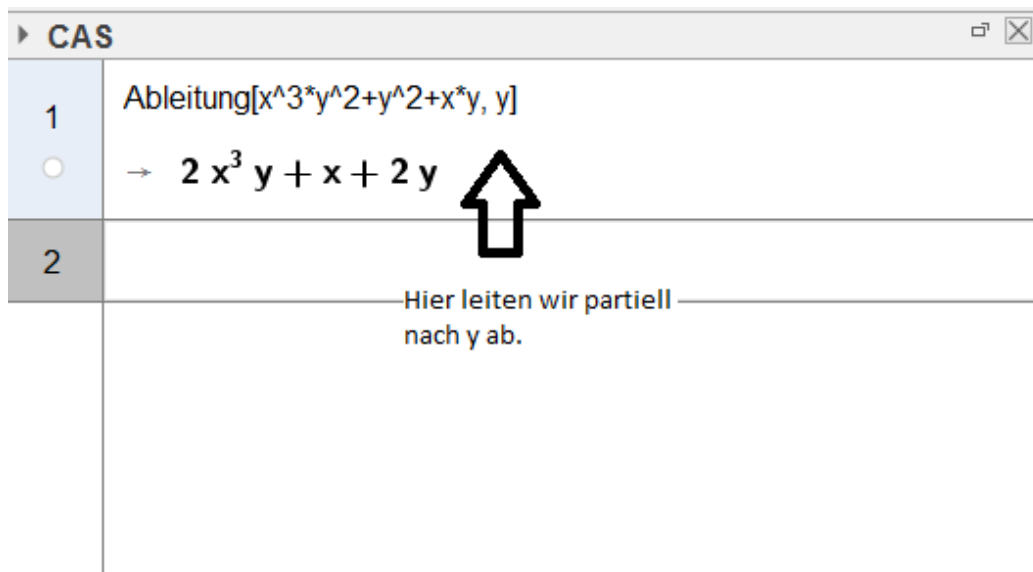 CAS
1
Ableitung[x^3*y^2+y^2+x*y, y]
→ 2 x³ y + x + 2 y
2
Hier leiten wir partiell
nach y ab.